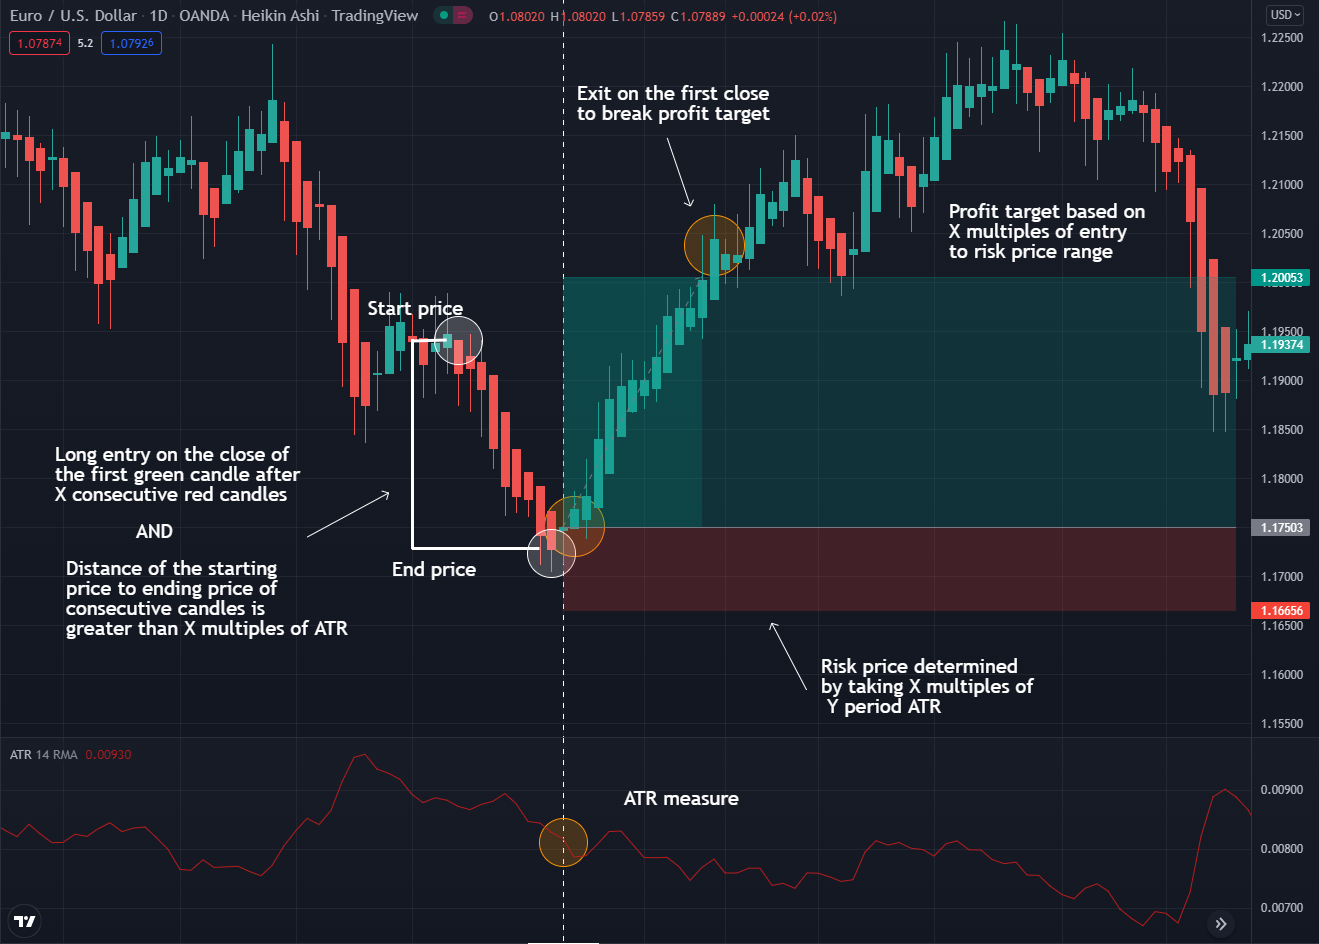 Euro / U.S. Dollar · 1D · OANDA · Heikin Ashi · TradingView
O1.08020 H1.08020 L1.07859 C1.07889 +0.00024 (+0.02%)
USD
1.07874 5.2 1.07926
1.22500
Exit on the first close
to break profit target
1.22000
1.21500
1.21000
Profit target based on
X multiples of entry
to risk price range
1.20500
1.20053
1.20000
Start price
1.19500
1.19374
1.19000
1.18500
Long entry on the close of
the first green candle after
X consecutive red candles
1.18000
AND
1.17503
End price
Distance of the starting
price to ending price of
consecutive candles is
greater than X multiples of ATR
1.17000
1.16656
1.16500
Risk price determined
by taking X multiples of
Y period ATR
1.16000
1.15500
ATR 14 RMA 0.00930
ATR measure
0.00900
0.00800
0.00700